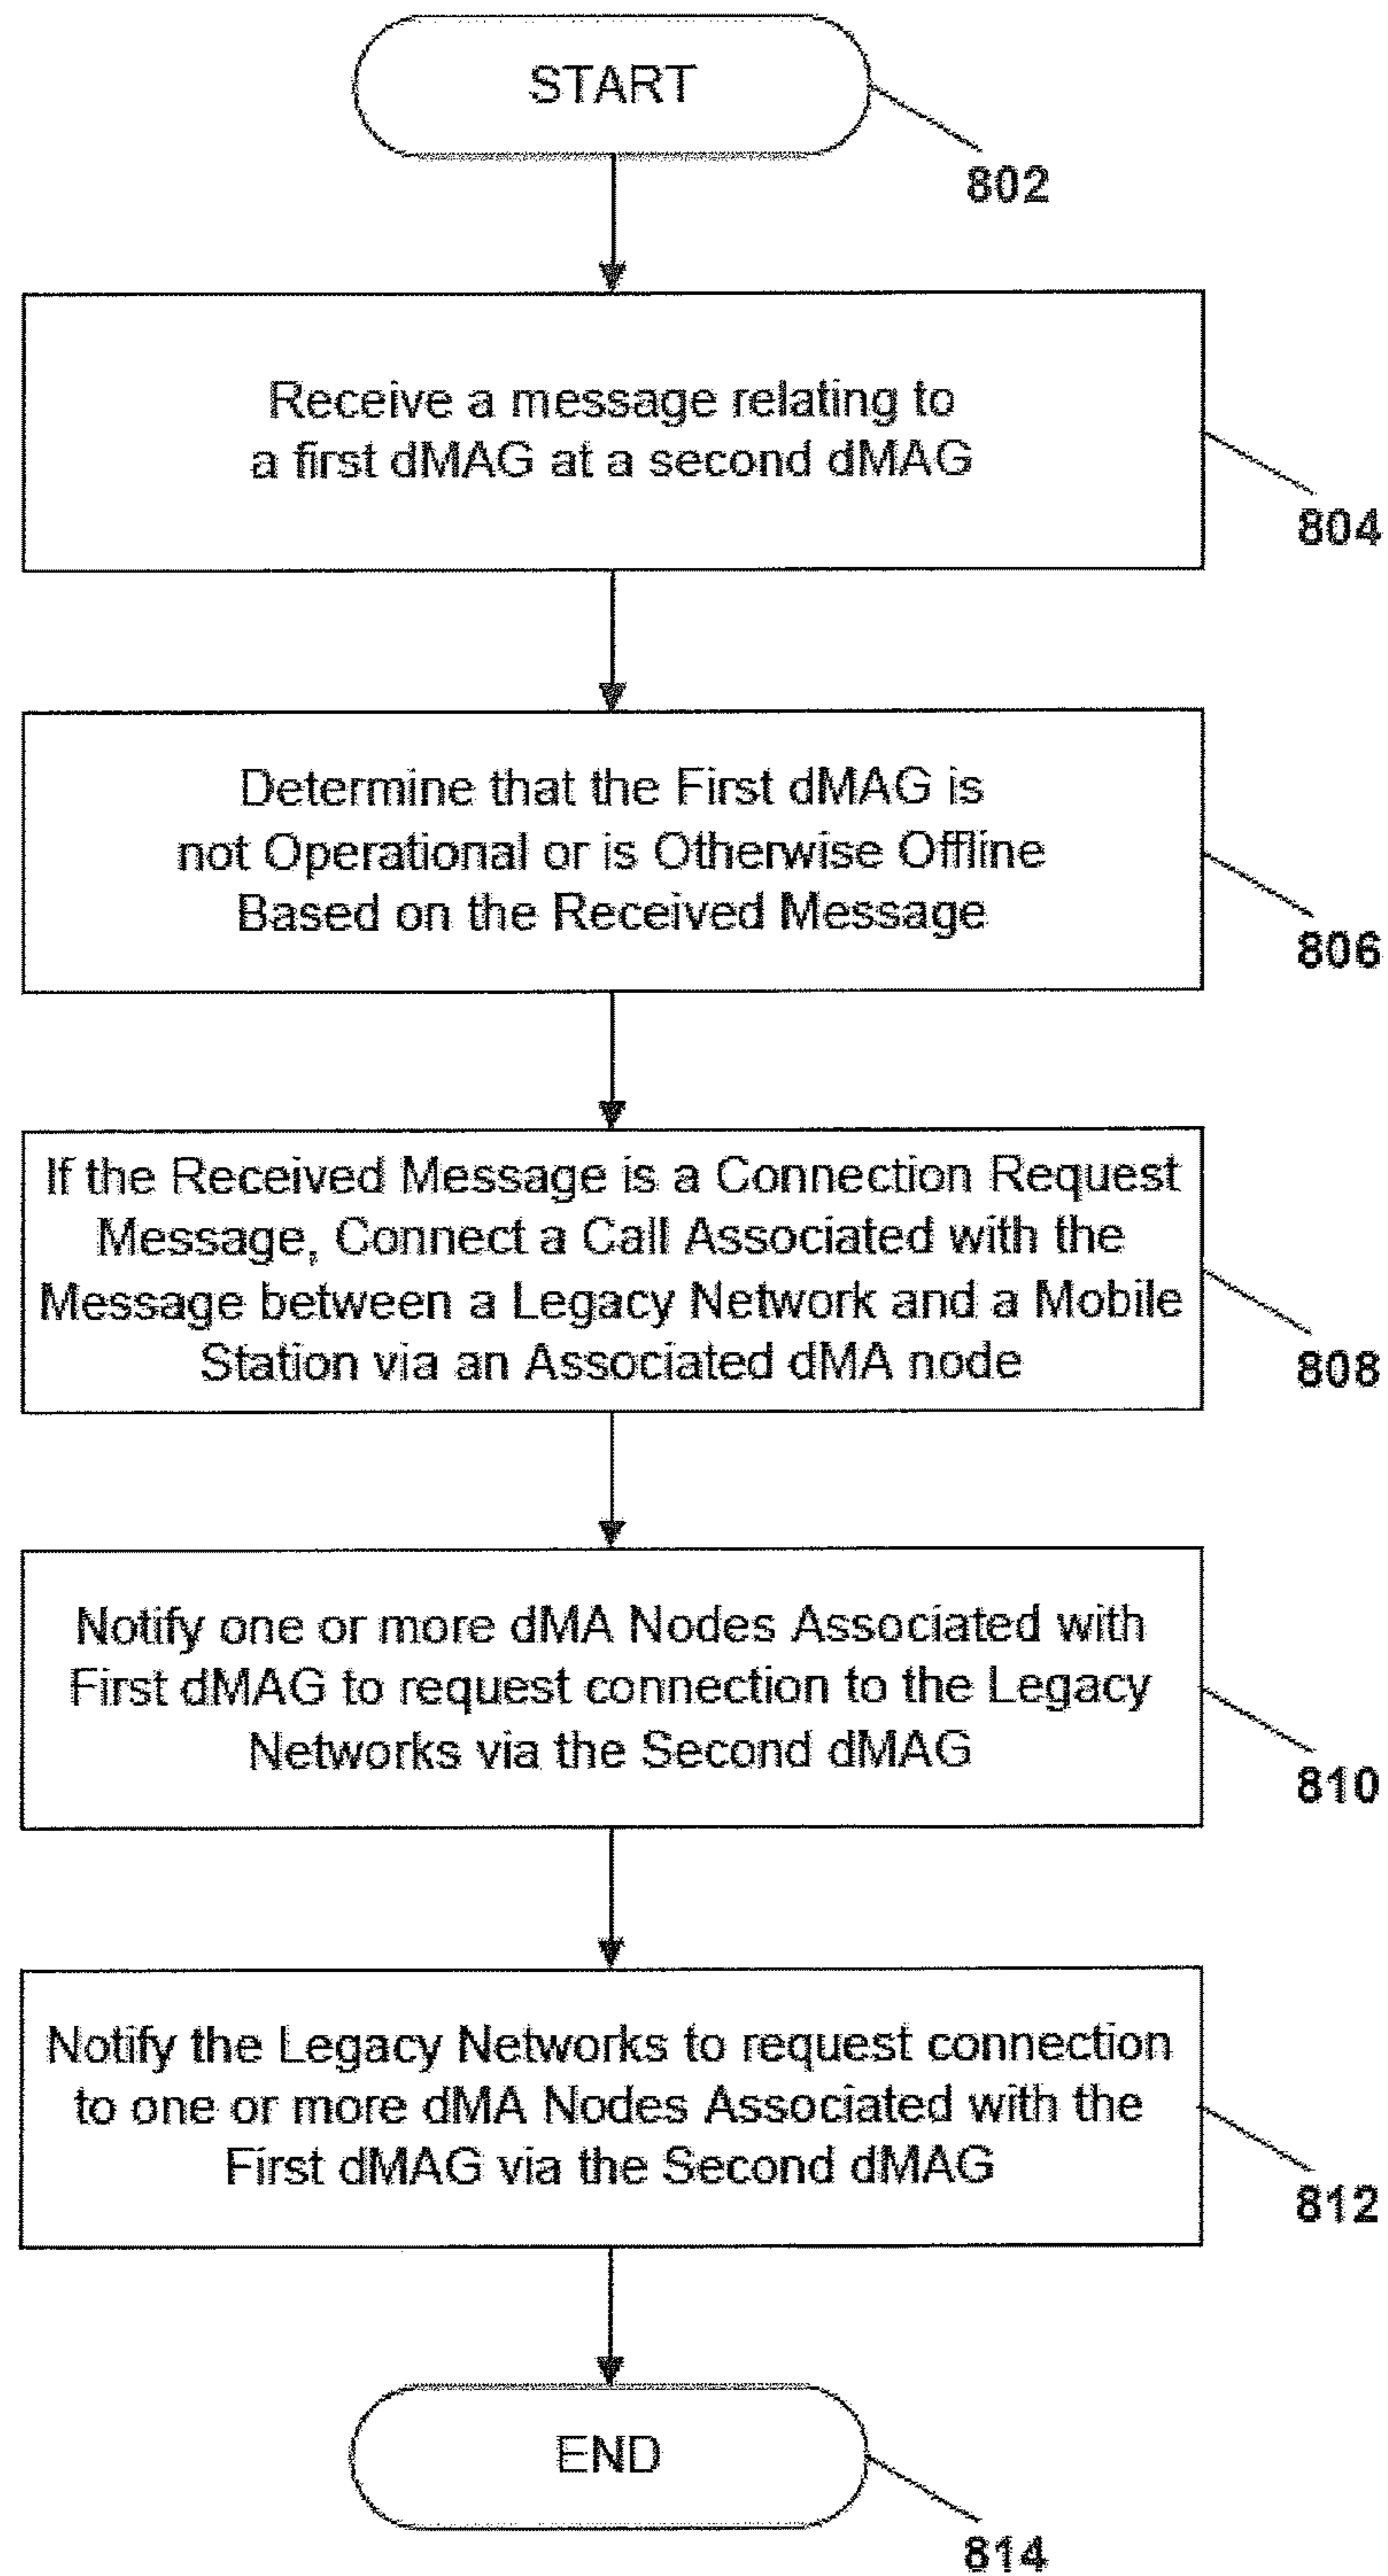 START
802
Receive a message relating to
a first dMAG at a second dMAG
804
Determine that the First dMAG is
not Operational or is Otherwise Offline
Based on the Received Message
806
If the Received Message is a Connection Request
Message, Connect a Call Associated with the
Message between a Legacy Network and a Mobile
Station via an Associated dMA node
808
Notify one or more dMA Nodes Associated with
First dMAG to request connection to the Legacy
Networks via the Second dMAG
810
Notify the Legacy Networks to request connection
to one or more dMA Nodes Associated with the
First dMAG via the Second dMAG
812
END
814